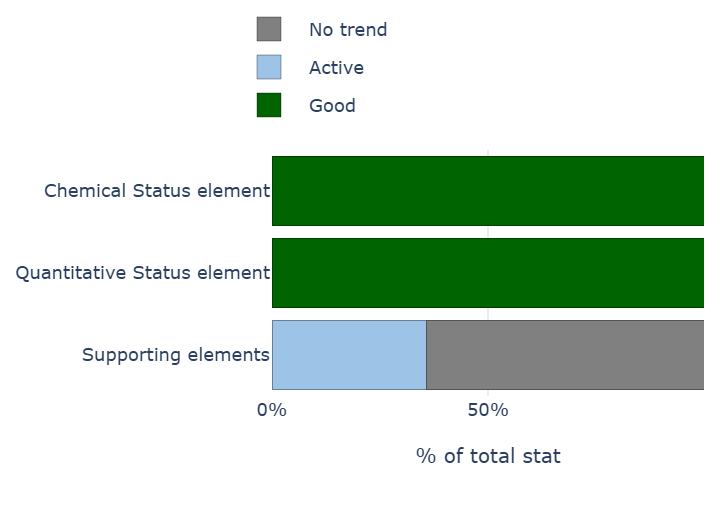 No trend
Active
Good
Chemical Status element
Quantitative Status element
Supporting elements
0% 50%
% of total stat